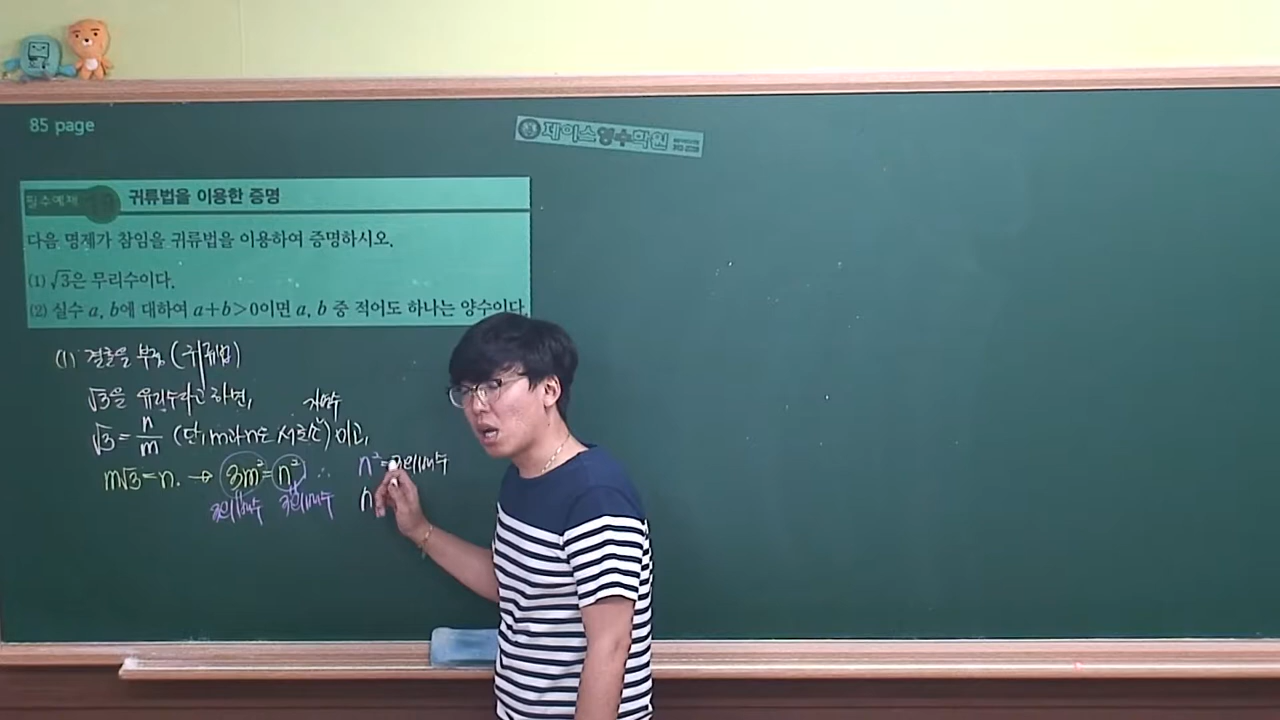 85 page
제이스영수학원
필수예제 귀류법을 이용한 증명
다음 명제가 참임을 귀류법을 이용하여 증명하시오.
(1) √3은 무리수이다.
(2) 실수 a, b에 대하여 a+b>0이면 a, b 중 적어도 하나는 양수이다.
(1) 결론을 부정 (귀류법)
√3을 유리수라고 하면,
자연수
√3 = n/m (단, m과 n은 서로소) 이고,
m√3 = n. → 3m² = n² ∴ n² = 3의 배수
3의 배수 3의 배수 n